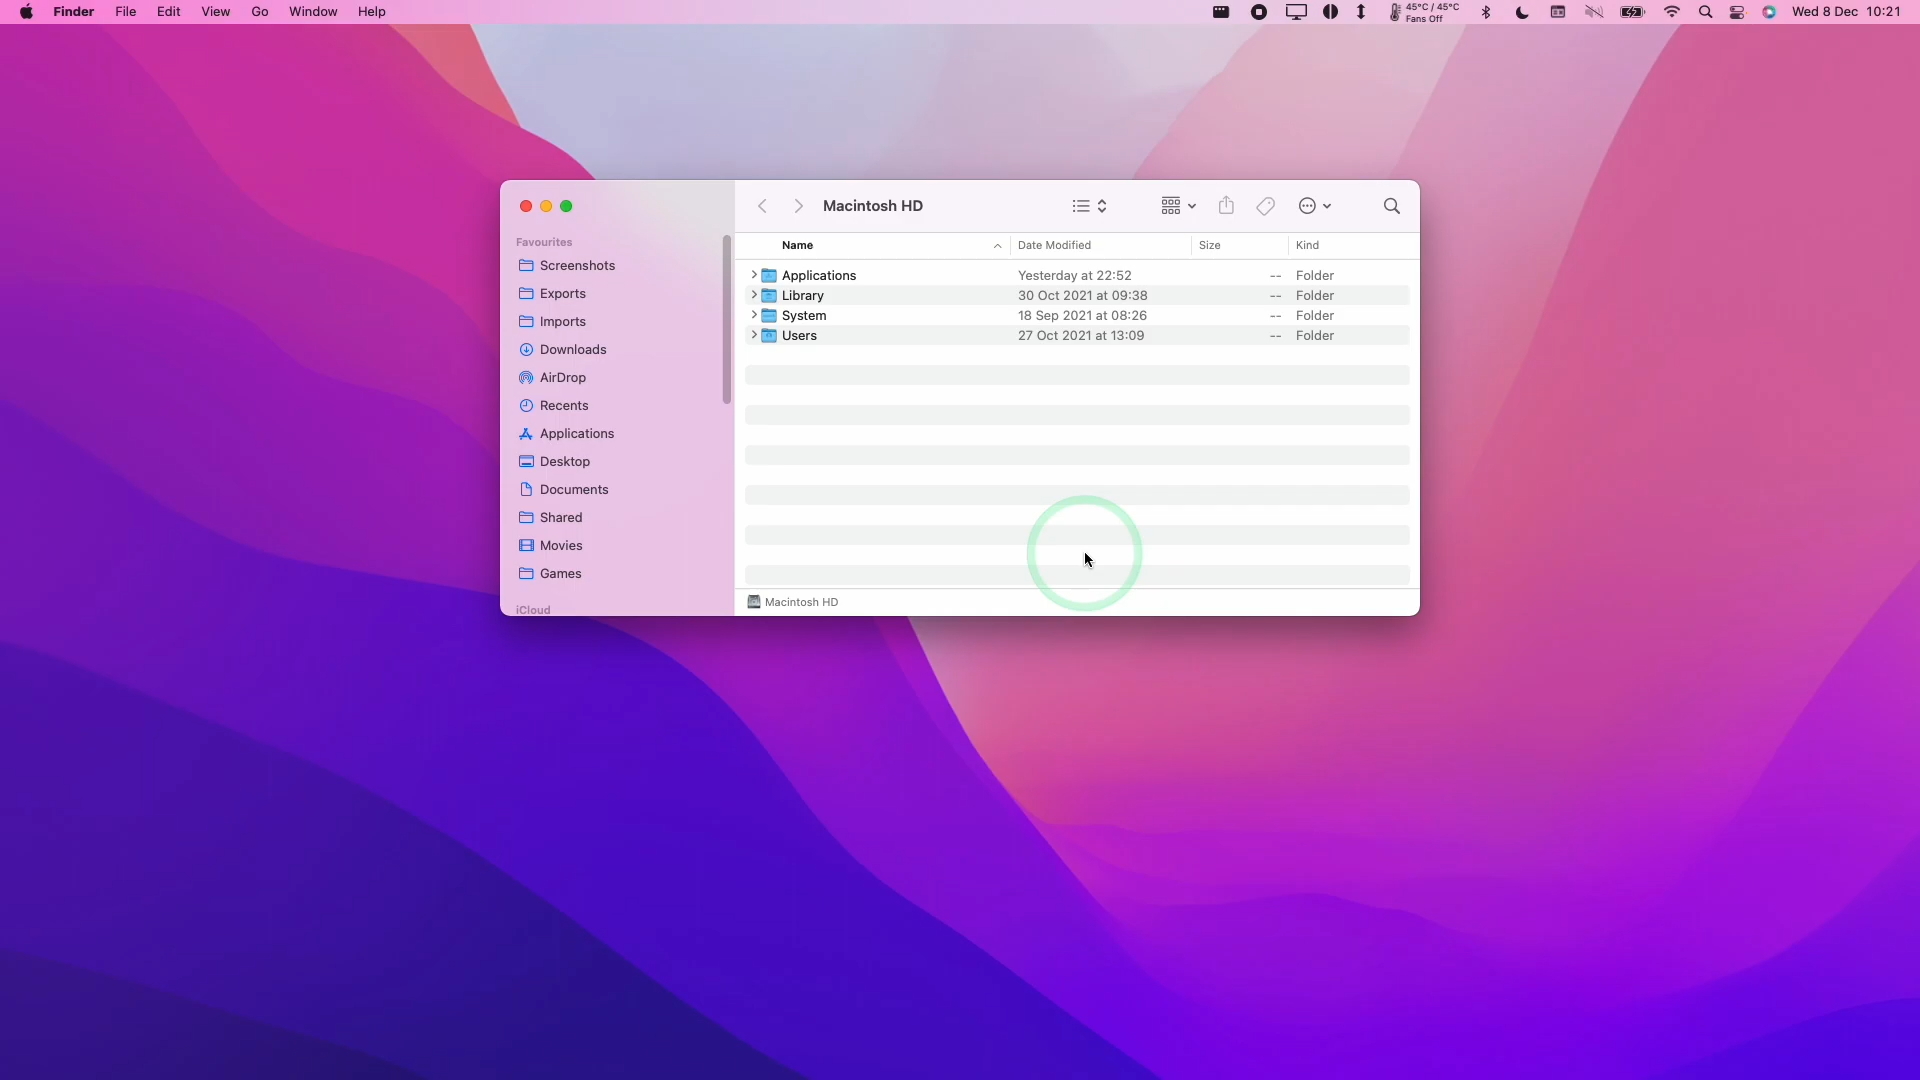 Finder File Edit View Go Window Help 45°C / 45°C Wed 8 Dec 10:21
Fans Off
Macintosh HD
Favourites
Name Date Modified Size Kind
Screenshots
Applications Yesterday at 22:52 -- Folder
Exports
Library 30 Oct 2021 at 09:38 -- Folder
Imports
System 18 Sep 2021 at 08:26 -- Folder
Users 27 Oct 2021 at 13:09 -- Folder
Downloads
AirDrop
Recents
Applications
Desktop
Documents
Shared
Movies
Games
iCloud
Macintosh HD